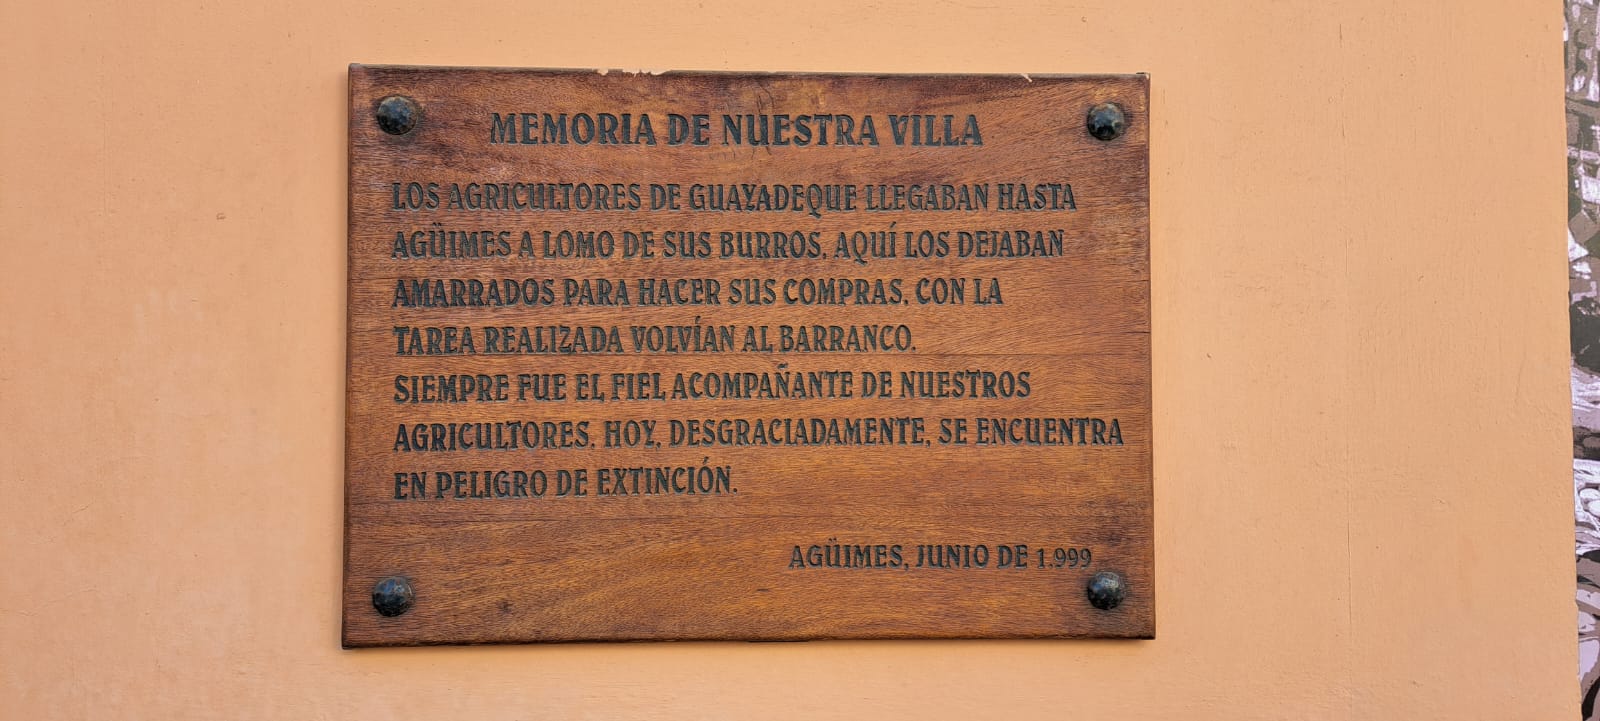 MEMORIA DE NUESTRA VILLA
LOS AGRICULTORES DE GUAYADEQUE LLEGABAN HASTA
AGÜIMES A LOMO DE SUS BURROS. AQUÍ LOS DEJABAN
AMARRADOS PARA HACER SUS COMPRAS. CON LA
TAREA REALIZADA VOLVÍAN AL BARRANCO.
SIEMPRE FUE EL FIEL ACOMPAÑANTE DE NUESTROS
AGRICULTORES. HOY, DESGRACIADAMENTE, SE ENCUENTRA
EN PELIGRO DE EXTINCIÓN.
AGÜIMES, JUNIO DE 1.999